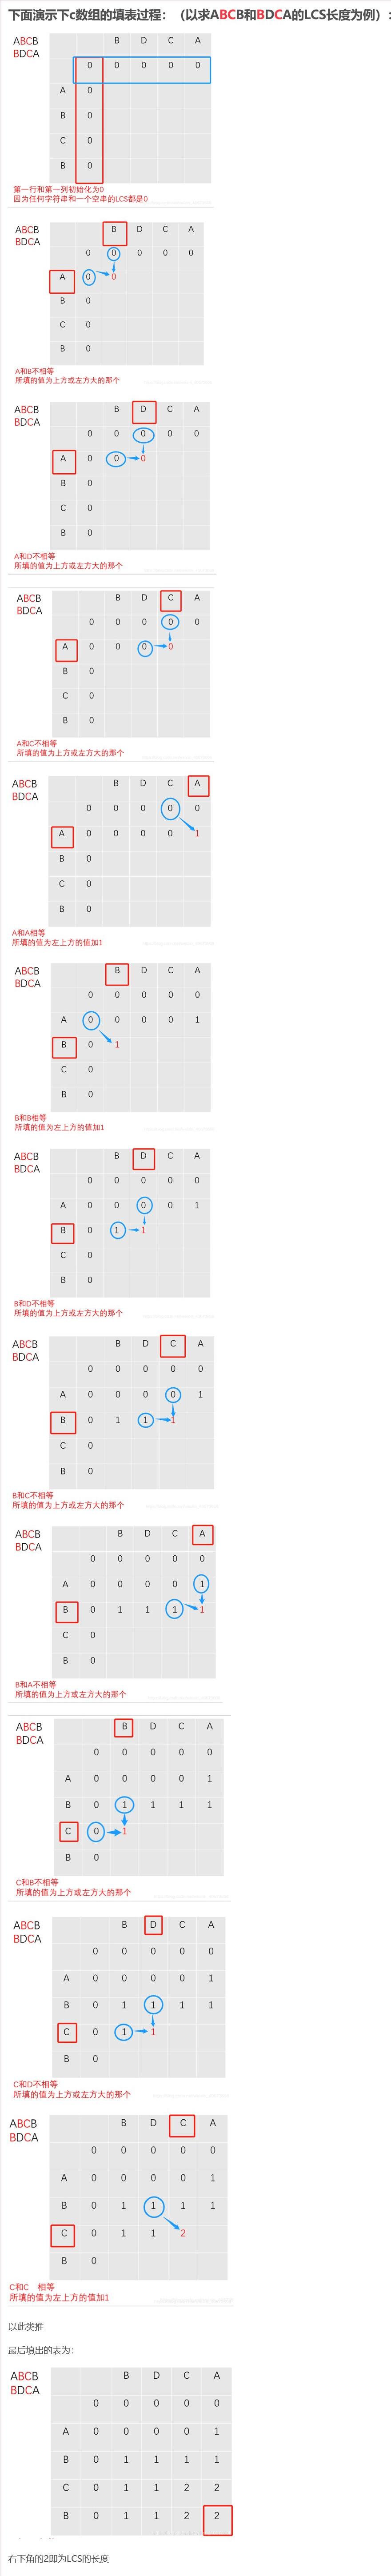 下面演示下c数组的填表过程：（以求ABCB和BDCA的LCS长度为例）：
ABCB
BDCA
B D C A
0 0 0 0 0
A 0
B 0
C 0
B 0
第一行和第一列初始化为0
因为任何字符串和一个空串的LCS都是0
ABCB
BDCA
B D C A
0 0 0 0 0
A 0 0
B 0
C 0
B 0
A和B不相等
所填的值为上方或左方大的那个
ABCB
BDCA
B D C A
0 0 0 0 0
A 0 0 0
B 0
C 0
B 0
A和D不相等
所填的值为上方或左方大的那个
ABCB
BDCA
B D C A
0 0 0 0 0
A 0 0 0 0
B 0
C 0
B 0
A和C不相等
所填的值为上方或左方大的那个
ABCB
BDCA
B D C A
0 0 0 0 0
A 0 0 0 0 1
B 0
C 0
B 0
A和A相等
所填的值为左上方的值加1
ABCB
BDCA
B D C A
0 0 0 0 0
A 0 0 0 0 1
B 0 1
C 0
B 0
B和B相等
所填的值为左上方的值加1
ABCB
BDCA
B D C A
0 0 0 0 0
A 0 0 0 0 1
B 0 1 1
C 0
B 0
B和D不相等
所填的值为上方或左方大的那个
ABCB
BDCA
B D C A
0 0 0 0 0
A 0 0 0 0 1
B 0 1 1 1
C 0
B 0
B和C不相等
所填的值为上方或左方大的那个
ABCB
BDCA
B D C A
0 0 0 0 0
A 0 0 0 0 1
B 0 1 1 1 1
C 0
B 0
B和A不相等
所填的值为上方或左方大的那个
ABCB
BDCA
B D C A
0 0 0 0 0
A 0 0 0 0 1
B 0 1 1 1 1
C 0 1
B 0
C和B不相等
所填的值为上方或左方大的那个
ABCB
BDCA
B D C A
0 0 0 0 0
A 0 0 0 0 1
B 0 1 1 1 1
C 0 1 1
B 0
C和D不相等
所填的值为上方或左方大的那个
ABCB
BDCA
B D C A
0 0 0 0 0
A 0 0 0 0 1
B 0 1 1 1 1
C 0 1 1 2
B 0
C和C 相等
所填的值为左上方的值加1
以此类推
最后填出的表为：
ABCB
BDCA
B D C A
0 0 0 0 0
A 0 0 0 0 1
B 0 1 1 1 1
C 0 1 1 2 2
B 0 1 1 2 2
右下角的2即为LCS的长度